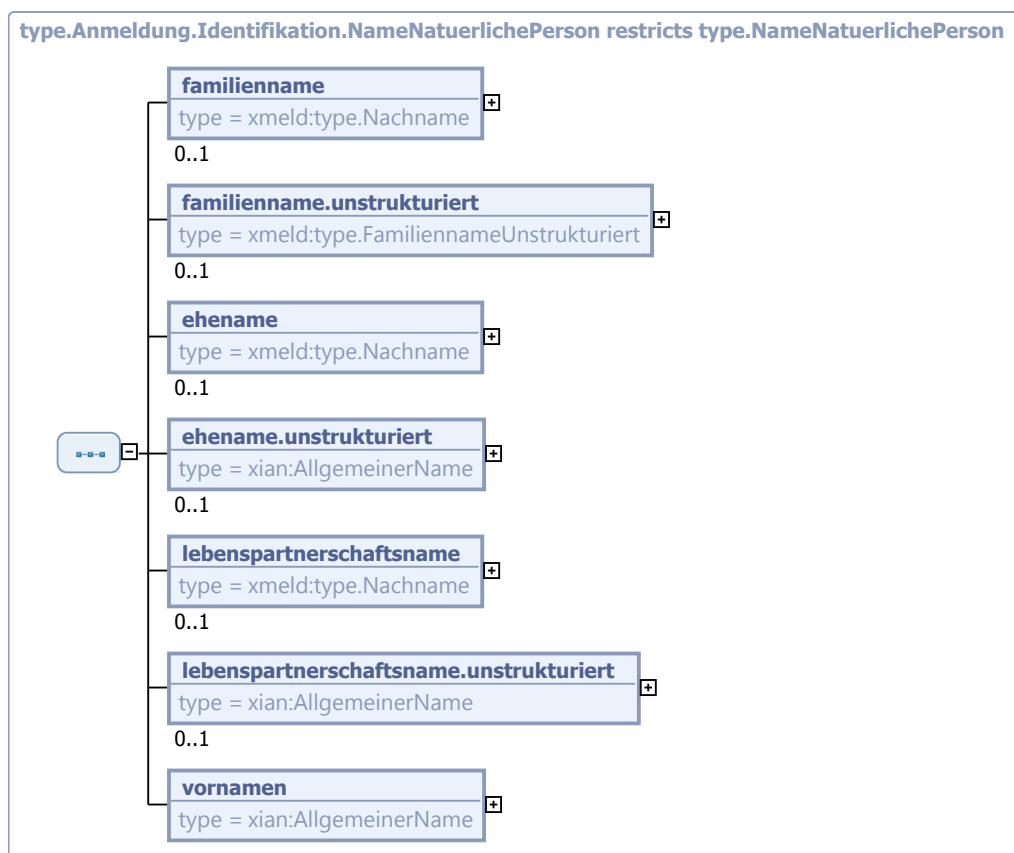 type.Anmeldung.Identifikation.NameNatuerlichePerson restricts type.NameNatuerlichePerson
familienname
type = xmeld:type.Nachname
0..1
familienname.unstrukturiert
type = xmeld:type.FamiliennameUnstrukturiert
0..1
ehename
type = xmeld:type.Nachname
0..1
ehename.unstrukturiert
type = xian:AllgemeinerName
0..1
lebenspartnerschaftsname
type = xmeld:type.Nachname
0..1
lebenspartnerschaftsname.unstrukturiert
type = xian:AllgemeinerName
0..1
vornamen
type = xian:AllgemeinerName